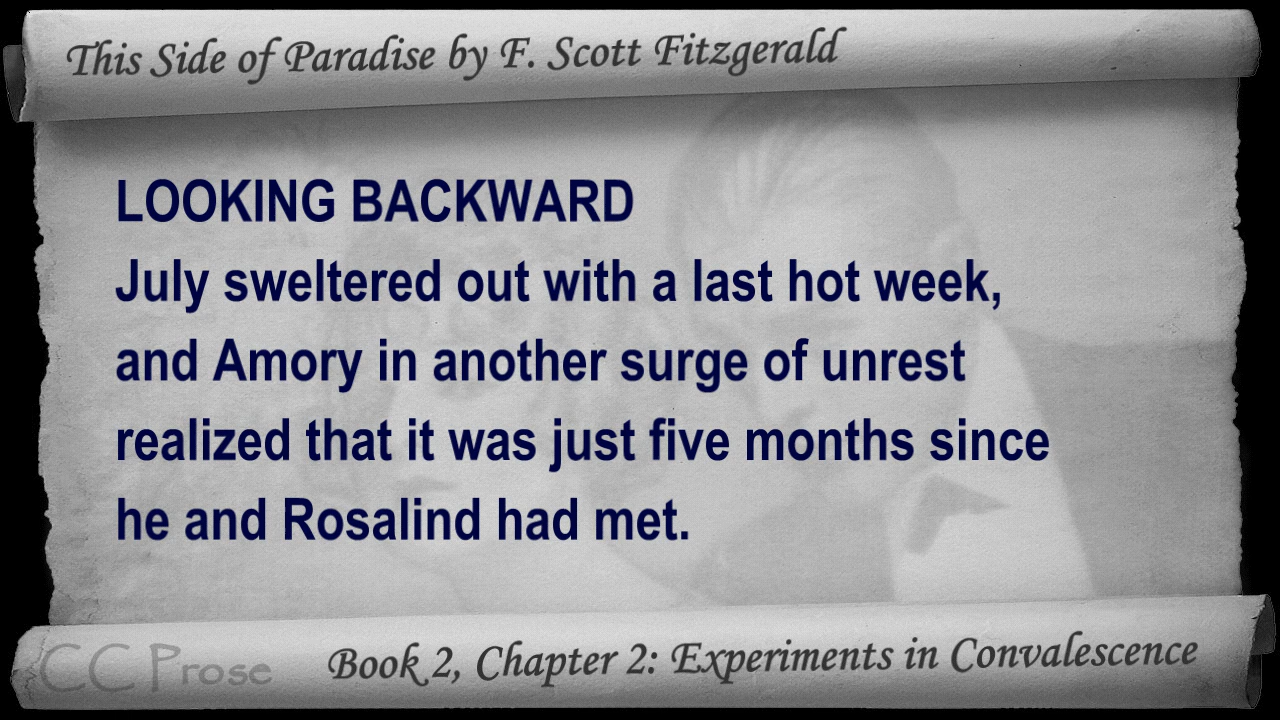 This Side of Paradise by F. Scott Fitzgerald
LOOKING BACKWARD
July sweltered out with a last hot week,
and Amory in another surge of unrest
realized that it was just five months since
he and Rosalind had met.
CC Prose
Book 2, Chapter 2: Experiments in Convalescence